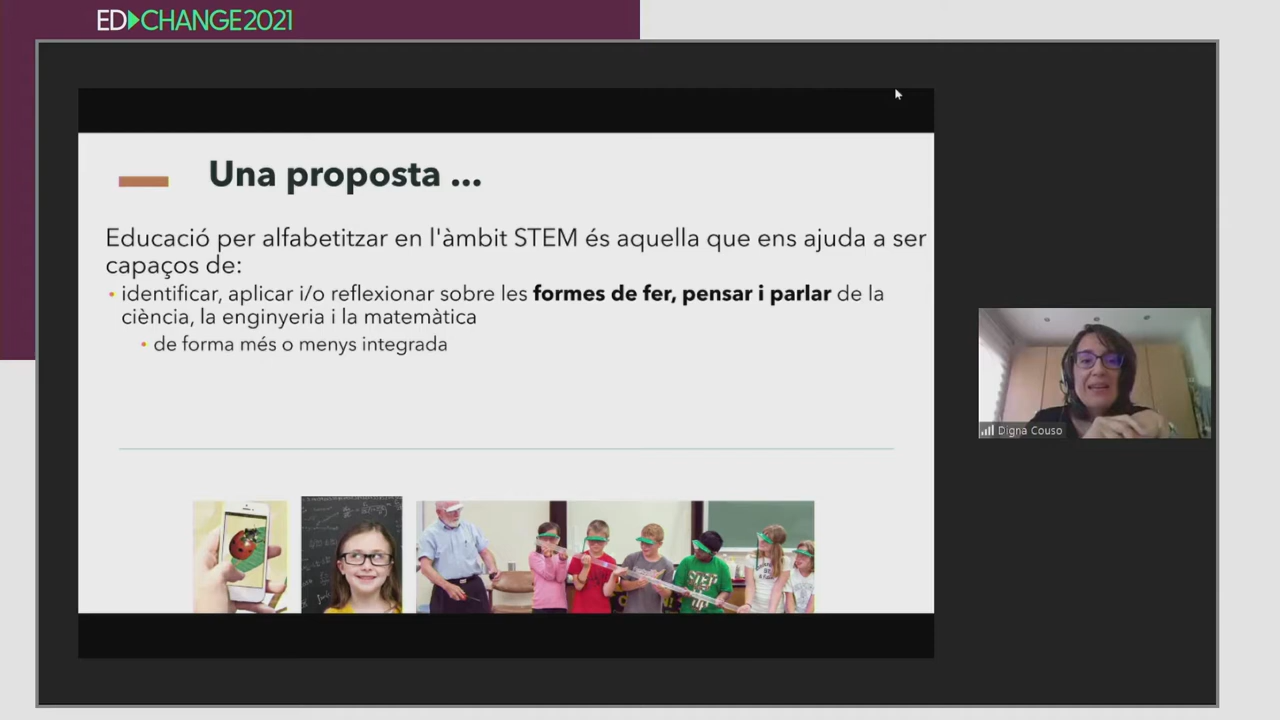 ED▶CHANGE2021
Una proposta ...
Educació per alfabetitzar en l'àmbit STEM és aquella que ens ajuda a ser
capaços de:
• identificar, aplicar i/o reflexionar sobre les formes de fer, pensar i parlar de la
ciència, la enginyeria i la matemàtica
• de forma més o menys integrada
Digna Couso